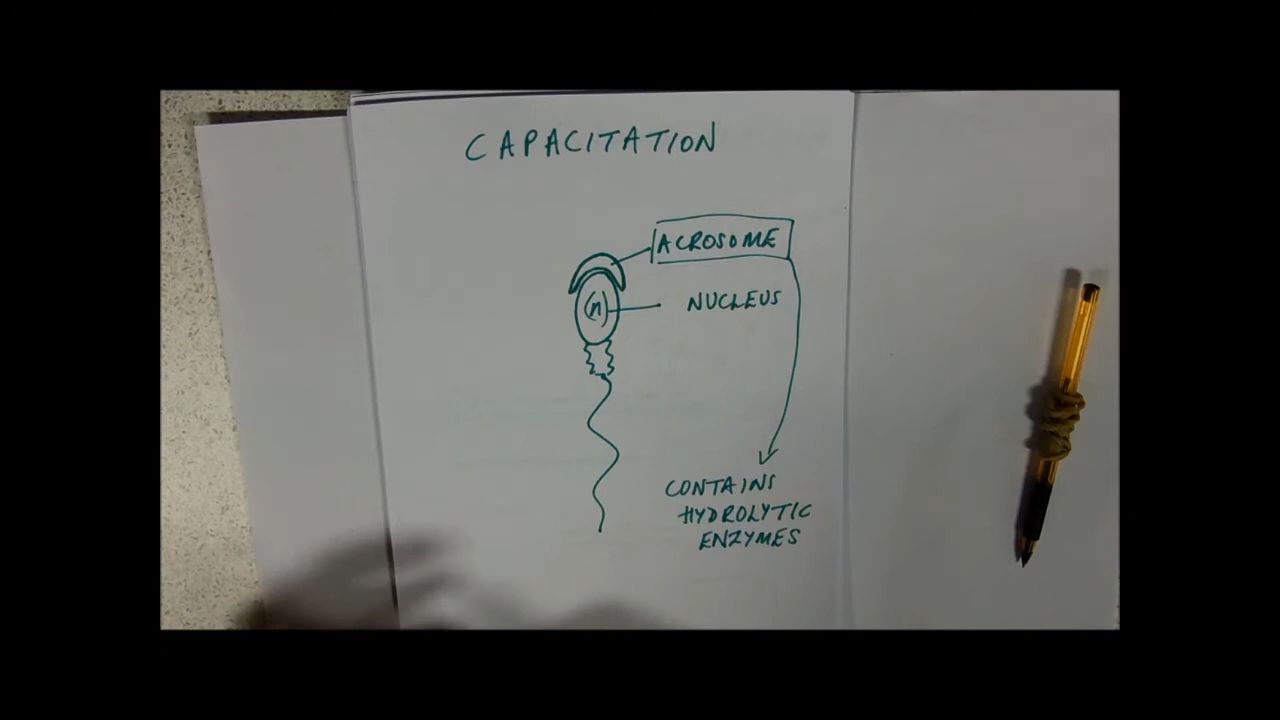 CAPACITATION
ACROSOME
(n)
NUCLEUS
CONTAINS
HYDROLYTIC
ENZYMES